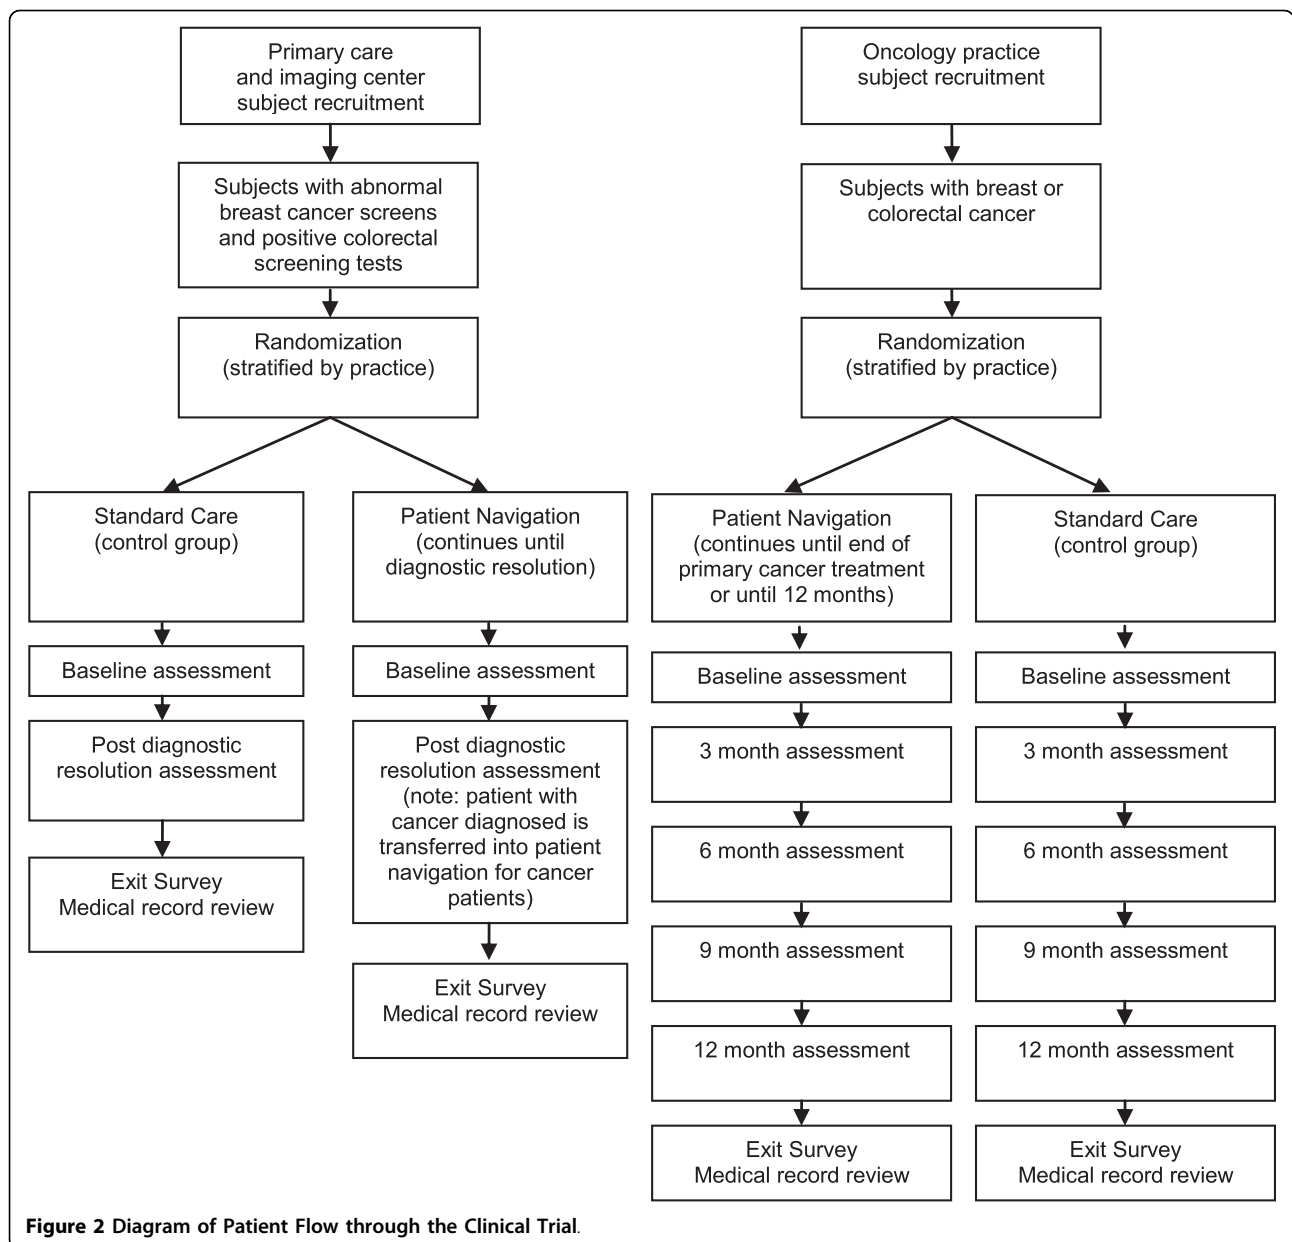 Primary care
and imaging center
subject recruitment
Subjects with abnormal
breast cancer screens
and positive colorectal
screening tests
Randomization
(stratified by practice)
Standard Care
(control group)
Baseline assessment
Post diagnostic
resolution assessment
Exit Survey
Medical record review
Patient Navigation
(continues until
diagnostic resolution)
Baseline assessment
Post diagnostic
resolution assessment
(note: patient with
cancer diagnosed is
transferred into patient
navigation for cancer
patients)
Exit Survey
Medical record review
Oncology practice
subject recruitment
Subjects with breast or
colorectal cancer
Randomization
(stratified by practice)
Patient Navigation
(continues until end of
primary cancer treatment
or until 12 months)
Baseline assessment
3 month assessment
6 month assessment
9 month assessment
12 month assessment
Exit Survey
Medical record review
Standard Care
(control group)
Baseline assessment
3 month assessment
6 month assessment
9 month assessment
12 month assessment
Exit Survey
Medical record review
Figure 2 Diagram of Patient Flow through the Clinical Trial.